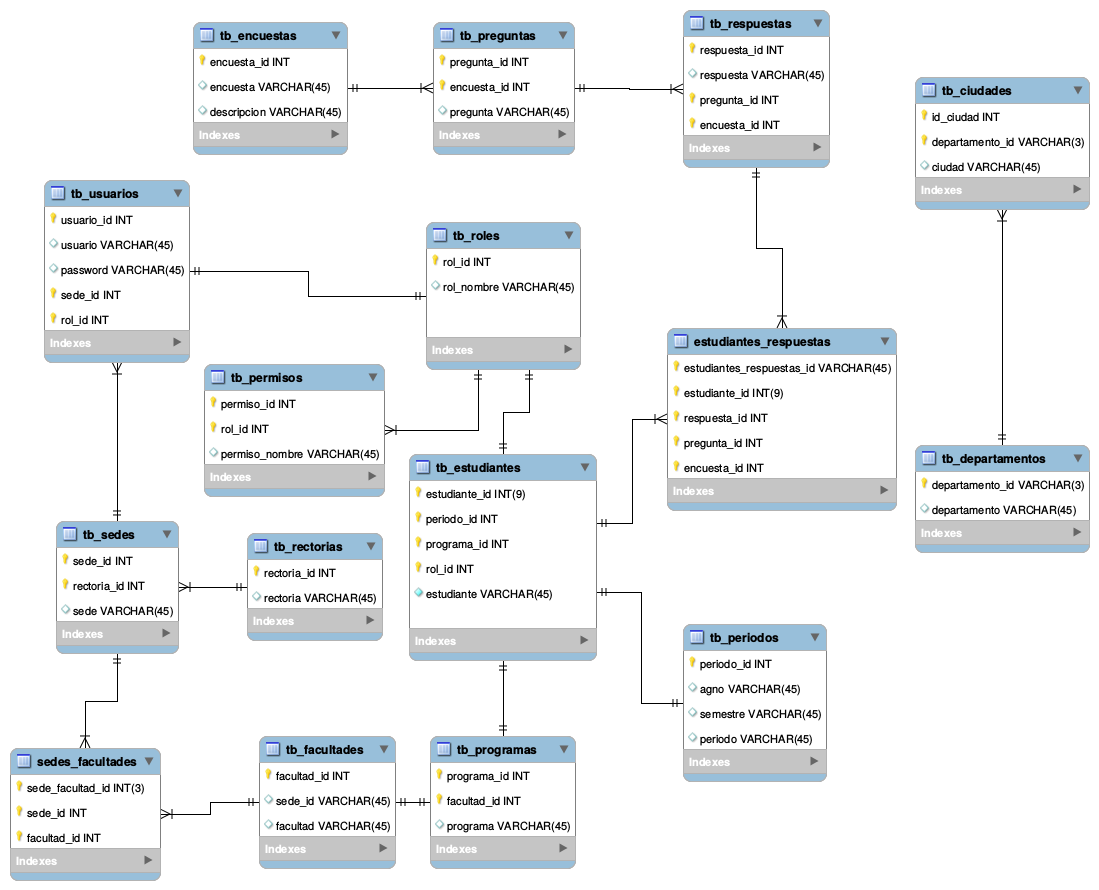 tb_encuestas
encuesta_id INT
encuesta VARCHAR(45)
descripcion VARCHAR(45)
Indexes
tb_preguntas
pregunta_id INT
encuesta_id INT
pregunta VARCHAR(45)
Indexes
tb_respuestas
respuesta_id INT
respuesta VARCHAR(45)
pregunta_id INT
encuesta_id INT
Indexes
tb_ciudades
id_ciudad INT
departamento_id VARCHAR(3)
ciudad VARCHAR(45)
Indexes
tb_usuarios
usuario_id INT
usuario VARCHAR(45)
password VARCHAR(45)
sede_id INT
rol_id INT
Indexes
tb_roles
rol_id INT
rol_nombre VARCHAR(45)
Indexes
tb_permisos
permiso_id INT
rol_id INT
permiso_nombre VARCHAR(45)
Indexes
estudiantes_respuestas
estudiantes_respuestas_id VARCHAR(45)
estudiante_id INT(9)
respuesta_id INT
pregunta_id INT
encuesta_id INT
Indexes
tb_departamentos
departamento_id VARCHAR(3)
departamento VARCHAR(45)
Indexes
tb_estudiantes
estudiante_id INT(9)
periodo_id INT
programa_id INT
rol_id INT
estudiante VARCHAR(45)
Indexes
tb_sedes
sede_id INT
rectoria_id INT
sede VARCHAR(45)
Indexes
tb_rectorias
rectoria_id INT
rectoria VARCHAR(45)
Indexes
tb_periodos
periodo_id INT
agno VARCHAR(45)
semestre VARCHAR(45)
periodo VARCHAR(45)
Indexes
sedes_facultades
sede_facultad_id INT(3)
sede_id INT
facultad_id INT
Indexes
tb_facultades
facultad_id INT
sede_id VARCHAR(45)
facultad VARCHAR(45)
Indexes
tb_programas
programa_id INT
facultad_id INT
programa VARCHAR(45)
Indexes